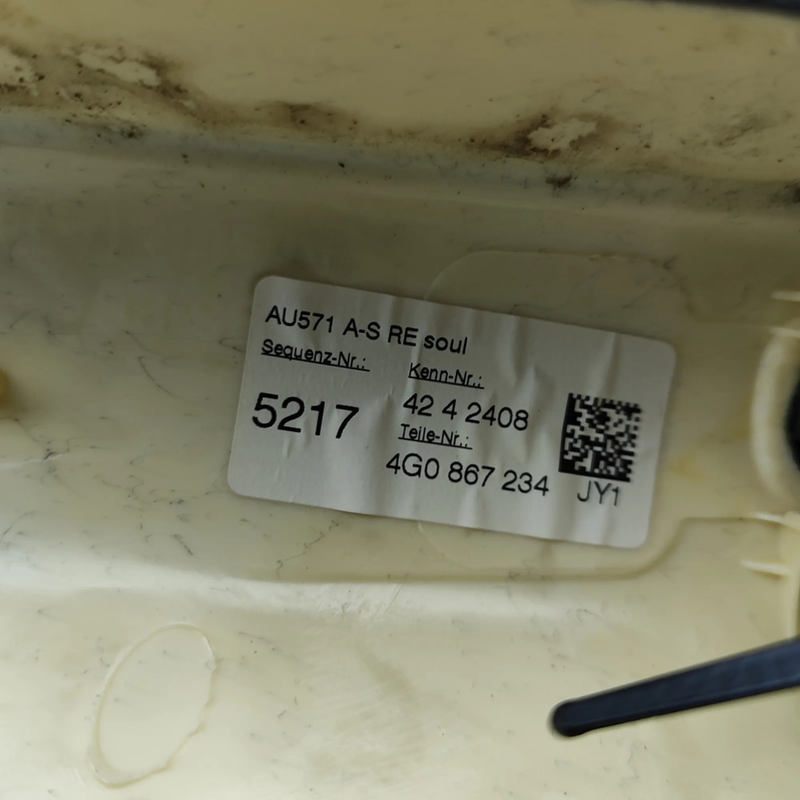 AU571 A-S RE soul
Sequenz-Nr.:
5217
Kenn-Nr.:
42 4 2408
Teile-Nr.:
4G0 867 234
JY1